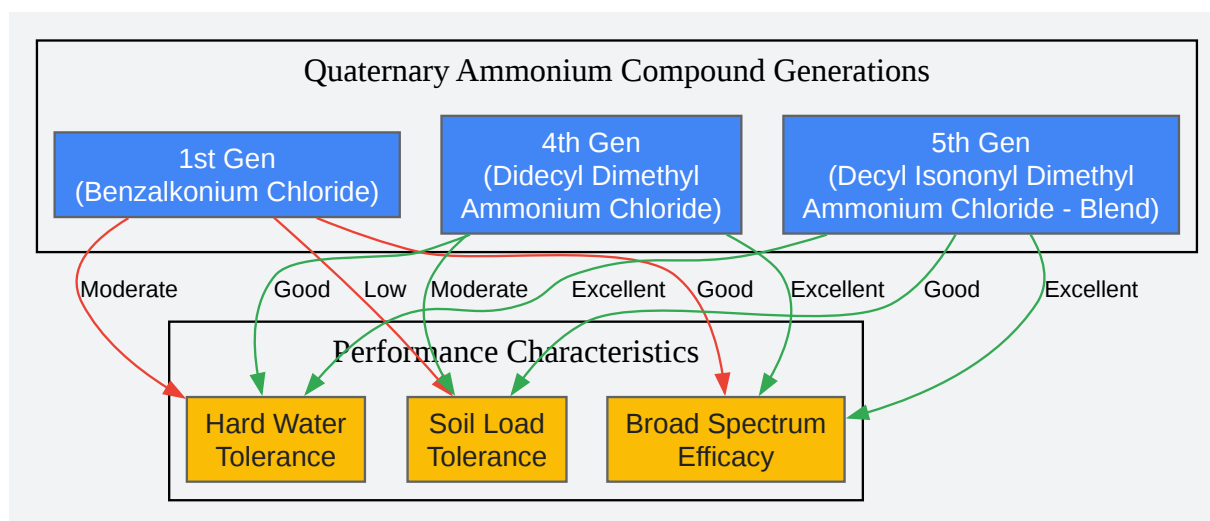 Quaternary Ammonium Compound Generations
1st Gen
(Benzalkonium Chloride)
4th Gen
(Didecyl Dimethyl
Ammonium Chloride)
5th Gen
(Decyl Isononyl Dimethyl
Ammonium Chloride - Blend)
Moderate
Good
Low
Moderate
Excellent
Good
Excellent
Good
Excellent
Performance Characteristics
Hard Water
Tolerance
Soil Load
Tolerance
Broad Spectrum
Efficacy